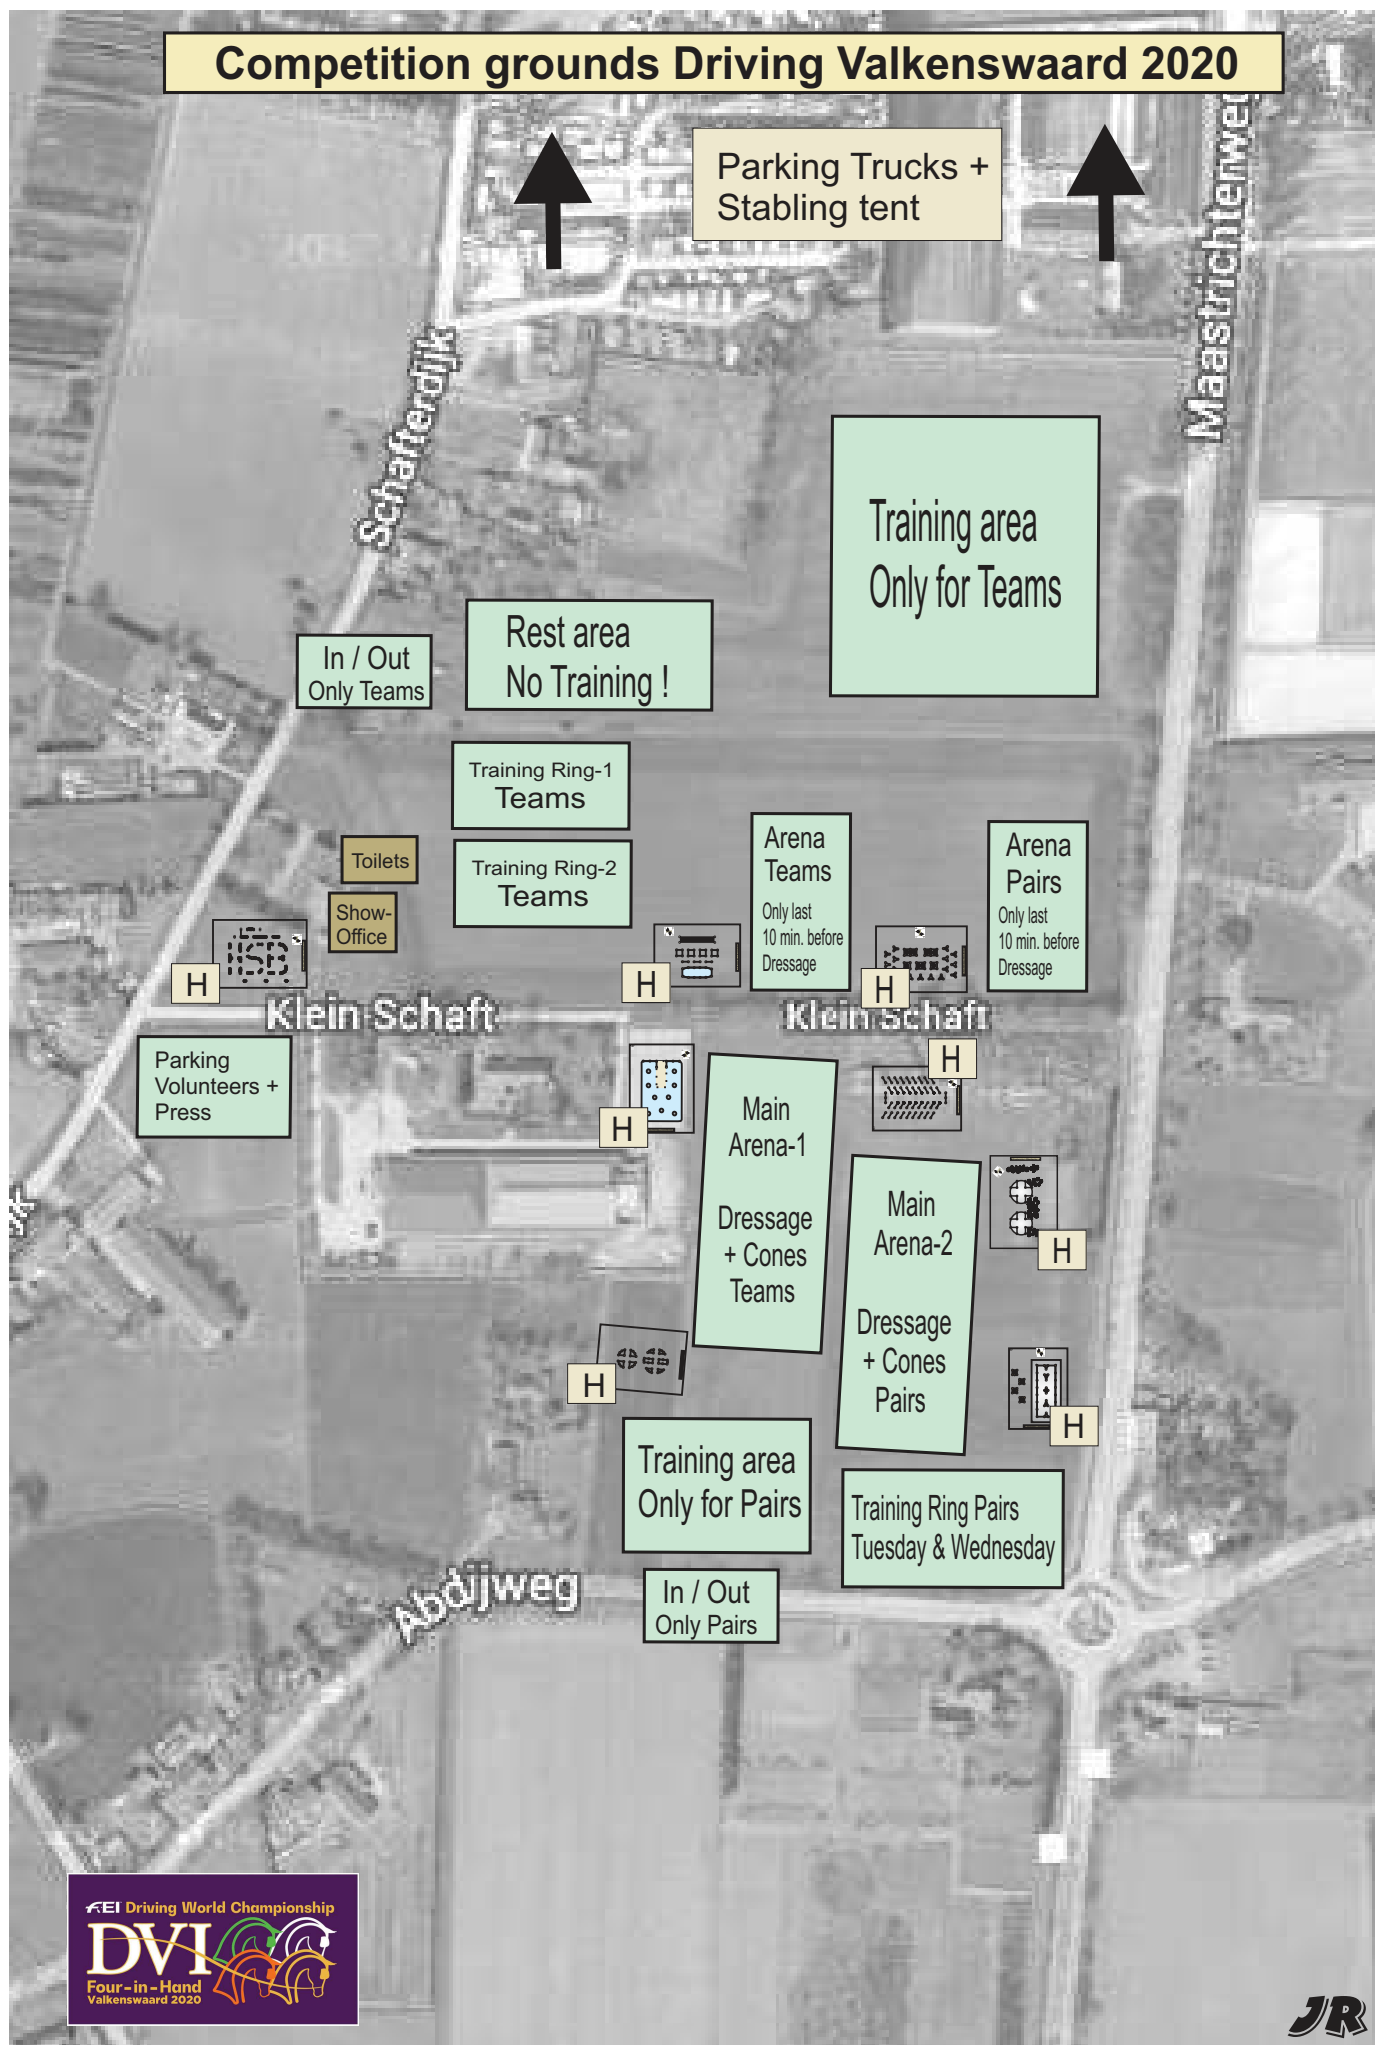 Competition grounds Driving Valkenswaard 2020
Parking Trucks +
Stabling tent
Maastrichterweg
Schafterdijk
Training area
Only for Teams
Rest area
No Training !
In / Out
Only Teams
Training Ring-1
Teams
Training Ring-2
Teams
Toilets
Show-
Office
Arena
Teams
Only last
10 min. before
Dressage
Arena
Pairs
Only last
10 min. before
Dressage
H
H
H
Klein Schaft
Klein Schaft
Parking
Volunteers +
Press
H
H
Main
Arena-1
Dressage
+ Cones
Teams
Main
Arena-2
Dressage
+ Cones
Pairs
H
H
H
Training area
Only for Pairs
Training Ring Pairs
Tuesday & Wednesday
Abdijweg
In / Out
Only Pairs
FEI Driving World Championship
DVI
Four-in-Hand
Valkenswaard 2020
JR